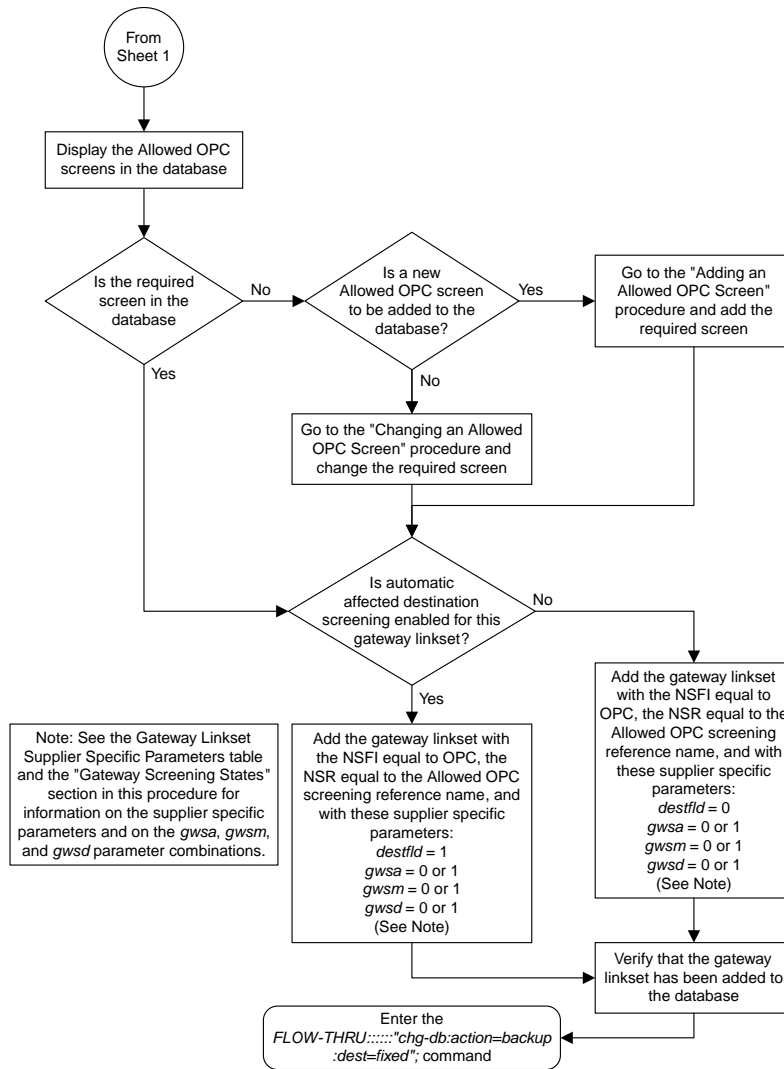 From
Sheet 1
Display the Allowed OPC
screens in the database
Is the required
screen in the
database
No
Yes
Is a new
Allowed OPC screen
to be added to the
database?
Yes
No
Go to the "Adding an
Allowed OPC Screen"
procedure and add the
required screen
Go to the "Changing an Allowed
OPC Screen" procedure and
change the required screen
Is automatic
affected destination
screening enabled for this
gateway linkset?
No
Yes
Note: See the Gateway Linkset
Supplier Specific Parameters table
and the "Gateway Screening States"
section in this procedure for
information on the supplier specific
parameters and on the gwsa, gwsm,
and gwsd parameter combinations.
Add the gateway linkset with
the NSFI equal to OPC, the
NSR equal to the Allowed OPC
screening reference name, and
with these supplier specific
parameters:
destfld = 1
gwsa = 0 or 1
gwsm = 0 or 1
gwsd = 0 or 1
(See Note)
Add the gateway linkset
with the NSFI equal to
OPC, the NSR equal to the
Allowed OPC screening
reference name, and with
these supplier specific
parameters:
destfld = 0
gwsa = 0 or 1
gwsm = 0 or 1
gwsd = 0 or 1
(See Note)
Verify that the gateway
linkset has been added to
the database
Enter the
FLOW-THRU::::::"chg-db:action=backup
:dest=fixed"; command